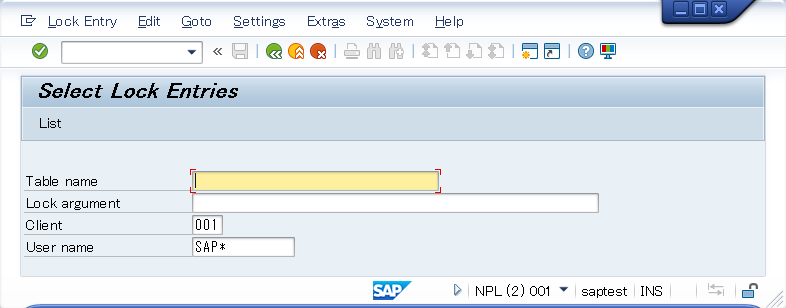 Lock Entry Edit Goto Settings Extras System Help
Select Lock Entries
List
Table name
Lock argument
Client 001
User name SAP*
SAP NPL (2) 001 saptest INS